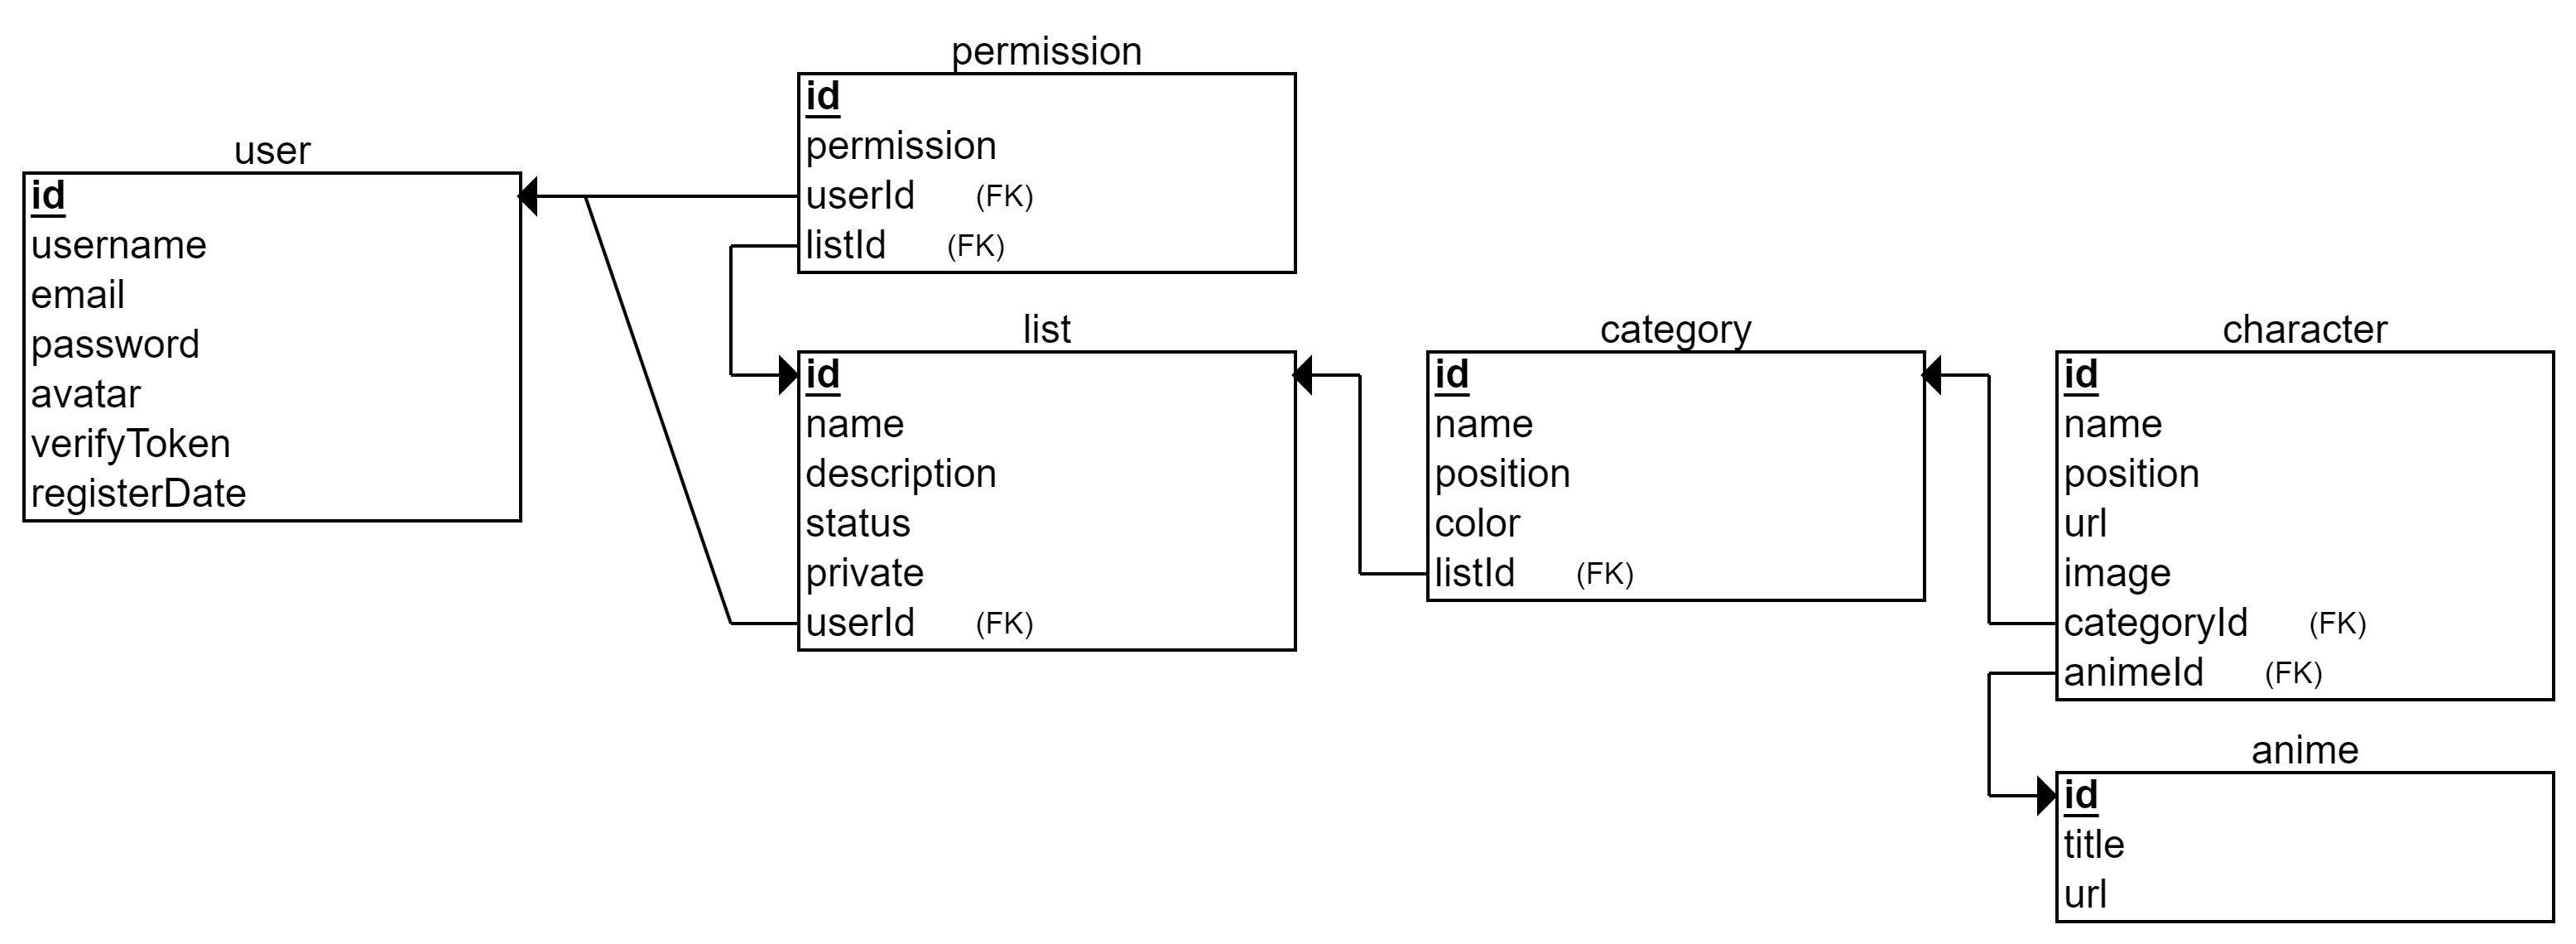 user
id
username
email
password
avatar
verifyToken
registerDate
permission
id
permission
userId (FK)
listId (FK)
list
id
name
description
status
private
userId (FK)
category
id
name
position
color
listId (FK)
character
id
name
position
url
image
categoryId (FK)
animeId (FK)
anime
id
title
url